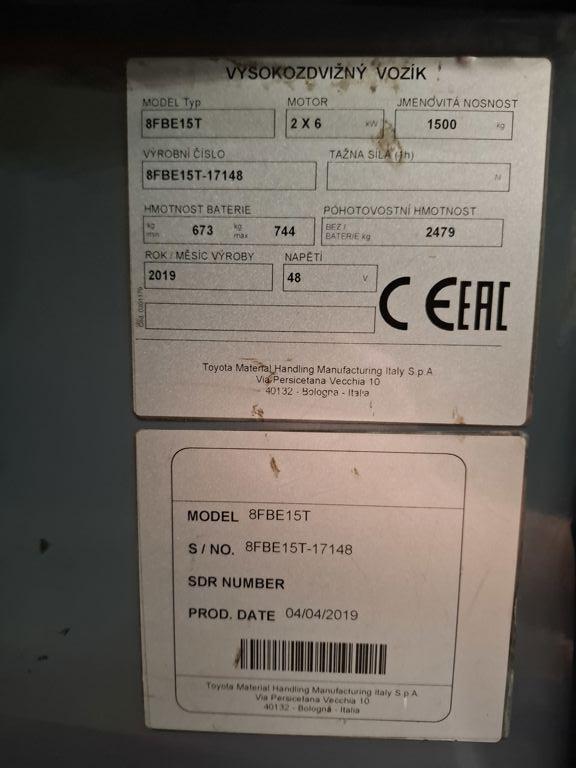 VYSOKOZDVIŽNÝ VOZÍK
MODEL Typ MOTOR JMENOVITÁ NOSNOST
8FBE15T 2 X 6 kW 1500 kg
VÝROBNÍ ČÍSLO TAŽNÁ SÍLA (1h)
8FBE15T-17148 N
HMOTNOST BATERIE POHOTOVOSTNÍ HMOTNOST
kg min 673 kg max 744 BEZ / BATERIE kg 2479
ROK / MĚSÍC VÝROBY NAPĚTÍ
2019 48 V
CE EAC
Toyota Material Handling Manufacturing Italy S.p.A
Via Persicetana Vecchia 10
40132 - Bologna - Italia
MODEL 8FBE15T
S / NO. 8FBE15T-17148
SDR NUMBER
PROD. DATE 04/04/2019
Toyota Material Handling Manufacturing Italy S.p.A
Via Persicetana Vecchia 10
40132 - Bologna - Italia